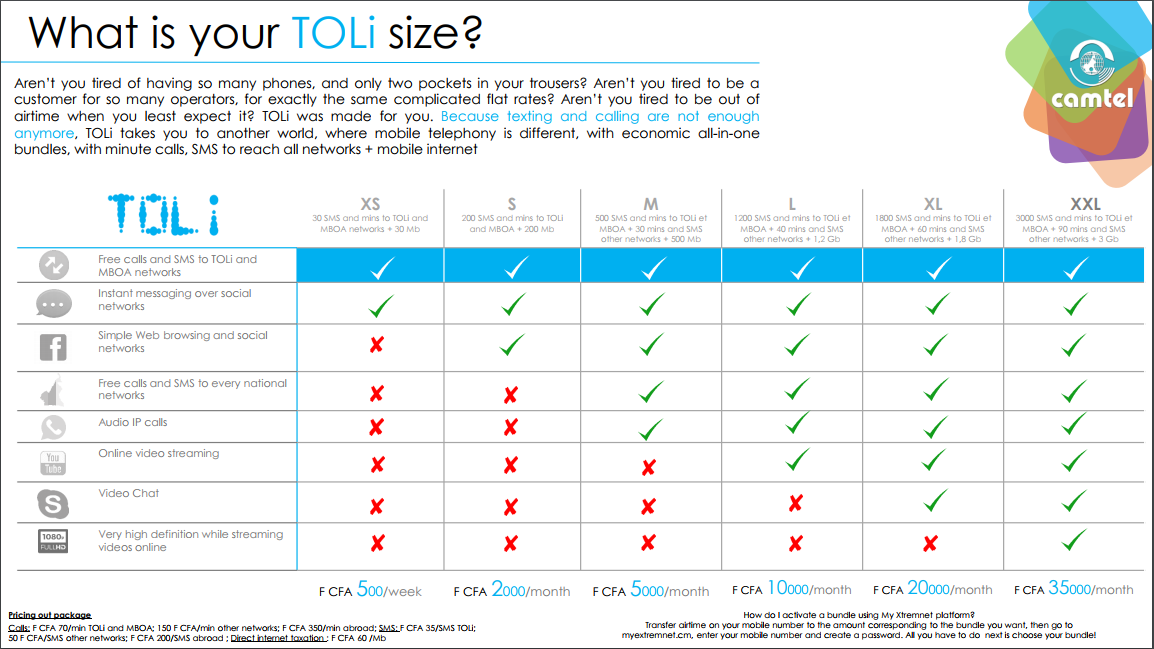 What is your TOLi size?
camtel
Aren't you tired of having so many phones, and only two pockets in your trousers? Aren't you tired to be a
customer for so many operators, for exactly the same complicated flat rates? Aren't you tired to be out of
airtime when you least expect it? TOLi was made for you. Because texting and calling are not enough
anymore, TOLi takes you to another world, where mobile telephony is different, with economic all-in-one
bundles, with minute calls, SMS to reach all networks + mobile internet
TOLi
XS
30 SMS and mins to TOLi and
MBOA networks + 30 Mb
S
200 SMS and mins to TOLi
and MBOA + 200 Mb
M
500 SMS and mins to TOLi et
MBOA + 30 mins and SMS
other networks + 500 Mb
L
1200 SMS and mins to TOLi et
MBOA + 40 mins and SMS
other networks + 1,2 Gb
XL
1800 SMS and mins to TOLi et
MBOA + 60 mins and SMS
other networks + 1,8 Gb
XXL
3000 SMS and mins to TOLi et
MBOA + 90 mins and SMS
other networks + 3 Gb
Free calls and SMS to TOLi and
MBOA networks
Instant messaging over social
networks
Simple Web browsing and social
networks
Free calls and SMS to every national
networks
Audio IP calls
You
Tube
Online video streaming
Video Chat
1080p
FULL HD
Very high definition while streaming
videos online
F CFA 500/week
F CFA 2000/month
F CFA 5000/month
F CFA 10000/month
F CFA 20000/month
F CFA 35000/month
Pricing out package
Calls: F CFA 70/min TOLi and MBOA; 150 F CFA/min other networks; F CFA 350/min abroad; SMS: F CFA 35/SMS TOLi;
50 F CFA/SMS other networks; F CFA 200/SMS abroad ; Direct internet taxation : F CFA 60 /Mb
How do I activate a bundle using My Xtremnet platform?
Transfer airtime on your mobile number to the amount corresponding to the bundle you want, then go to
myextremnet.cm, enter your mobile number and create a password. All you have to do next is choose your bundle!